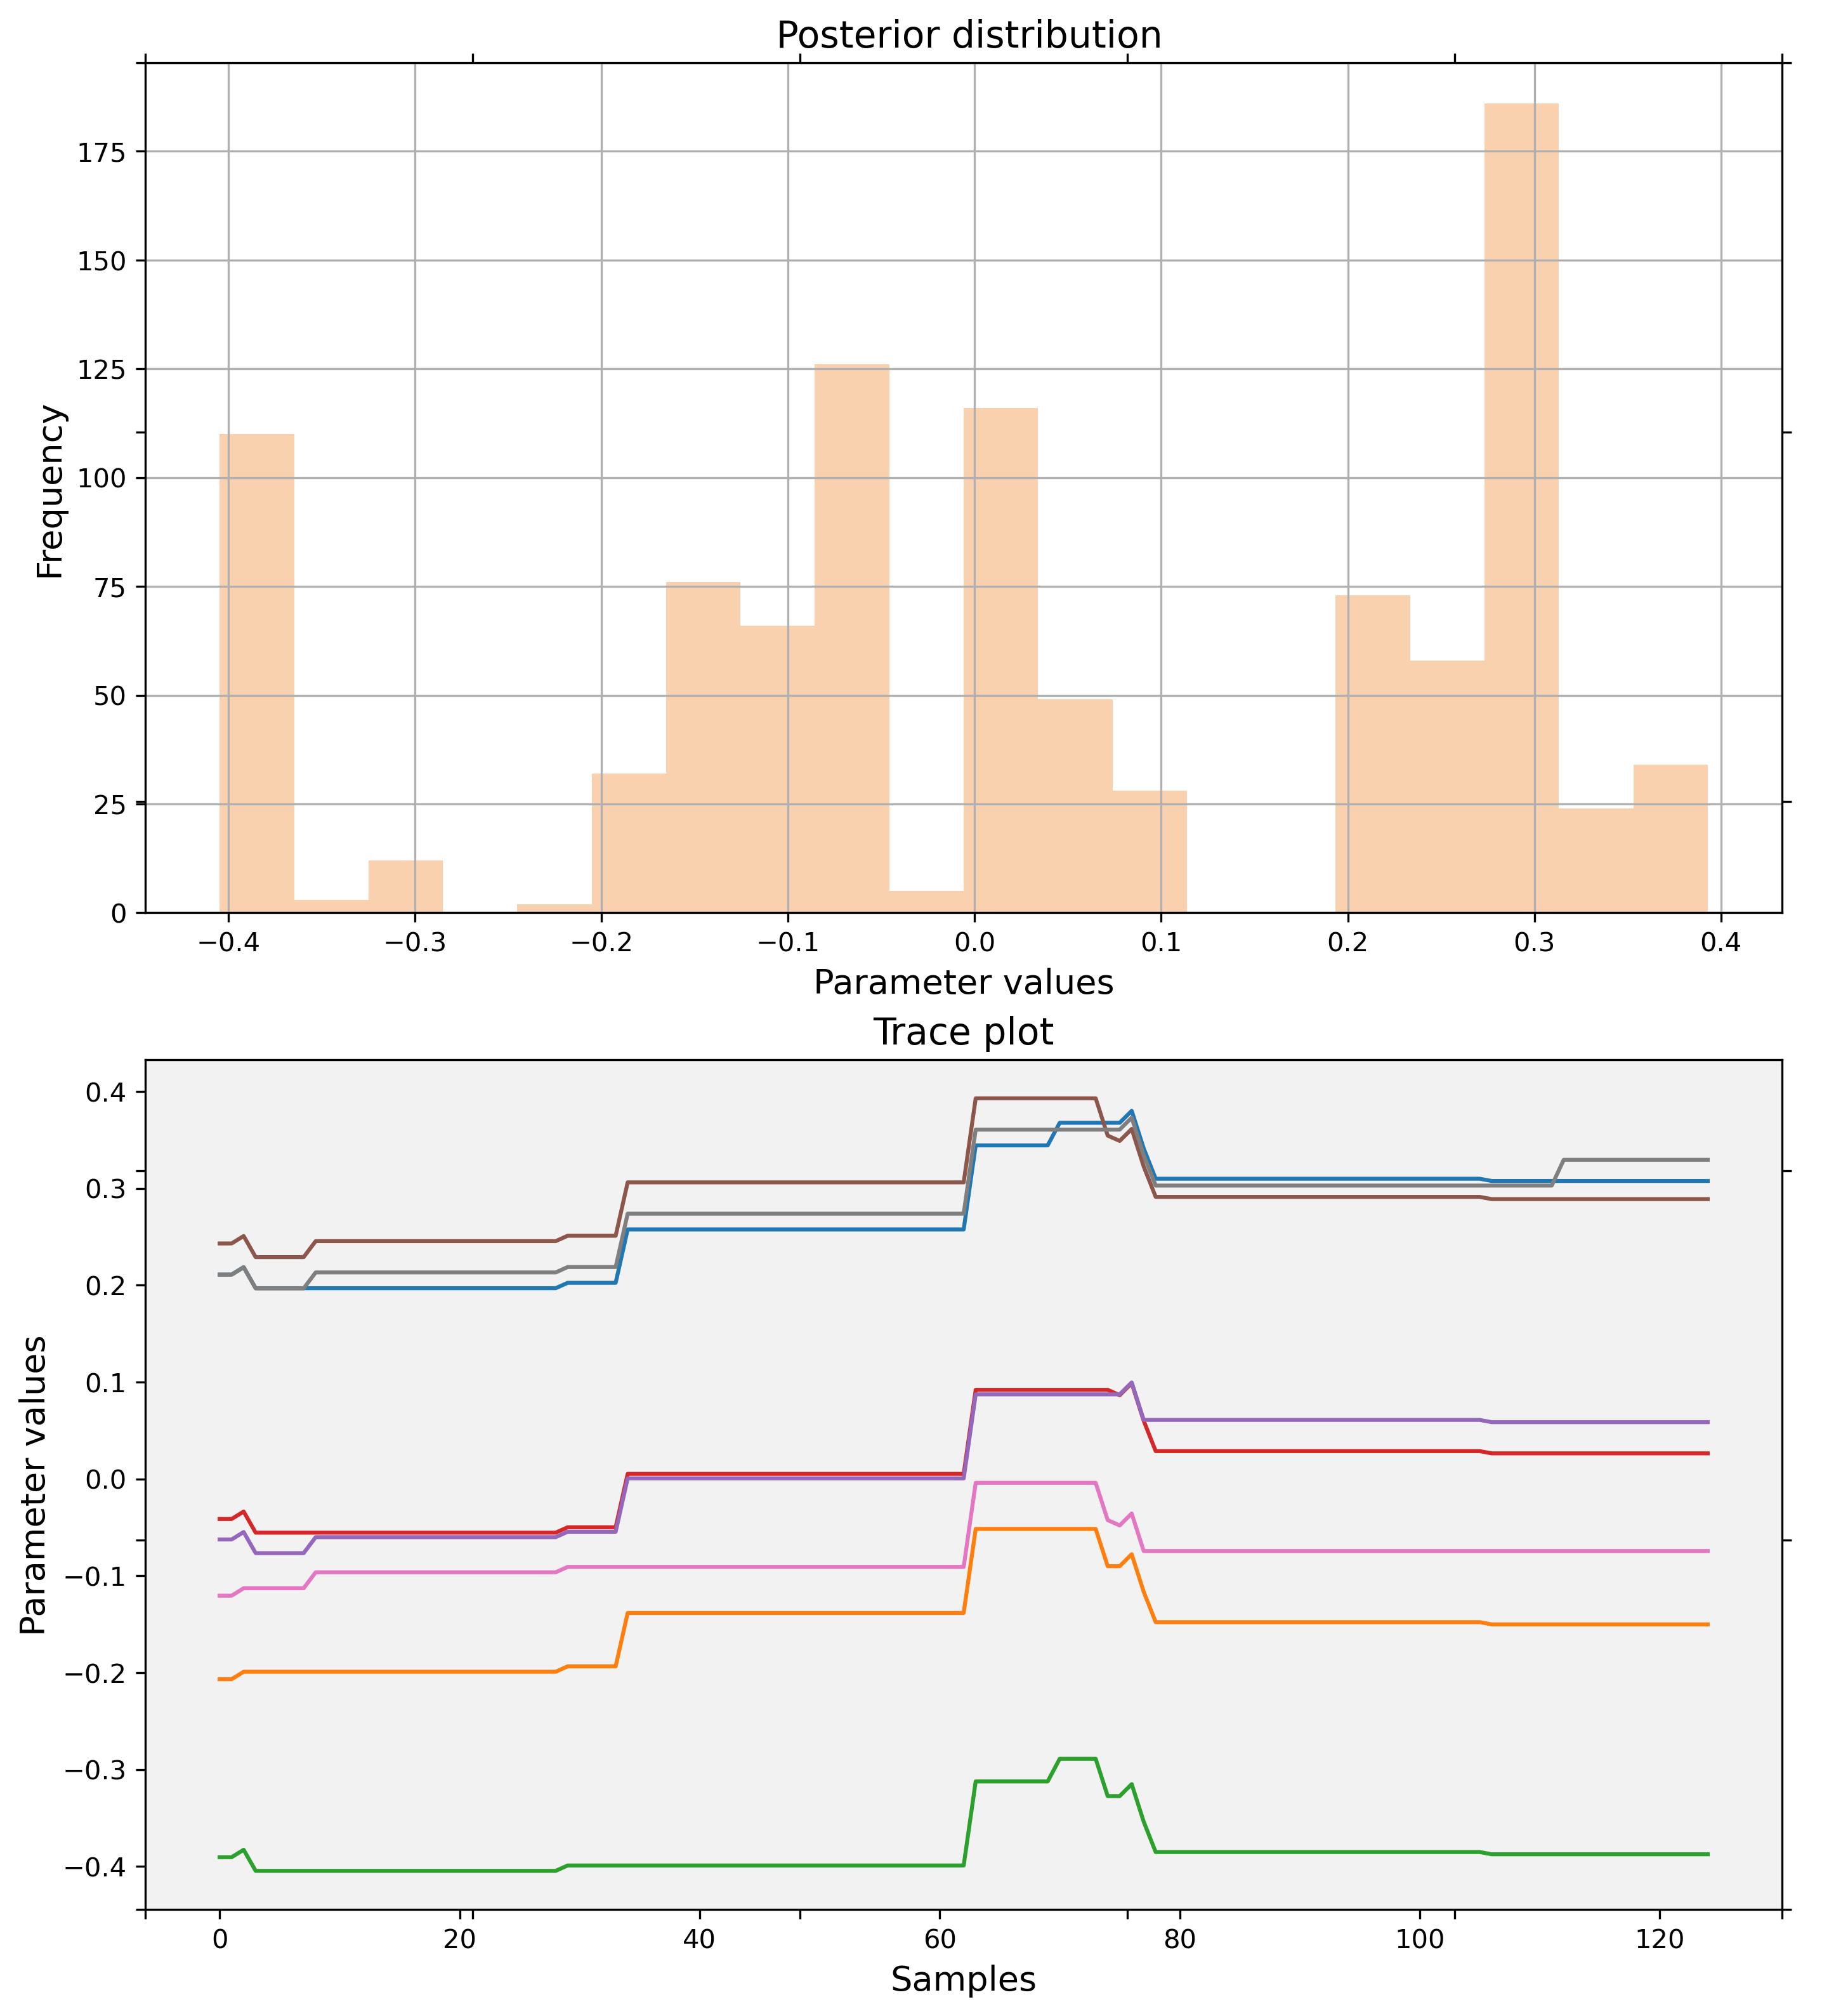 Posterior distribution
175
150
125
100
75
50
25
0
Frequency
−0.4 −0.3 −0.2 −0.1 0.0 0.1 0.2 0.3 0.4
Parameter values
Trace plot
0.4
0.3
0.2
0.1
0.0
−0.1
−0.2
−0.3
−0.4
Parameter values
0 20 40 60 80 100 120
Samples